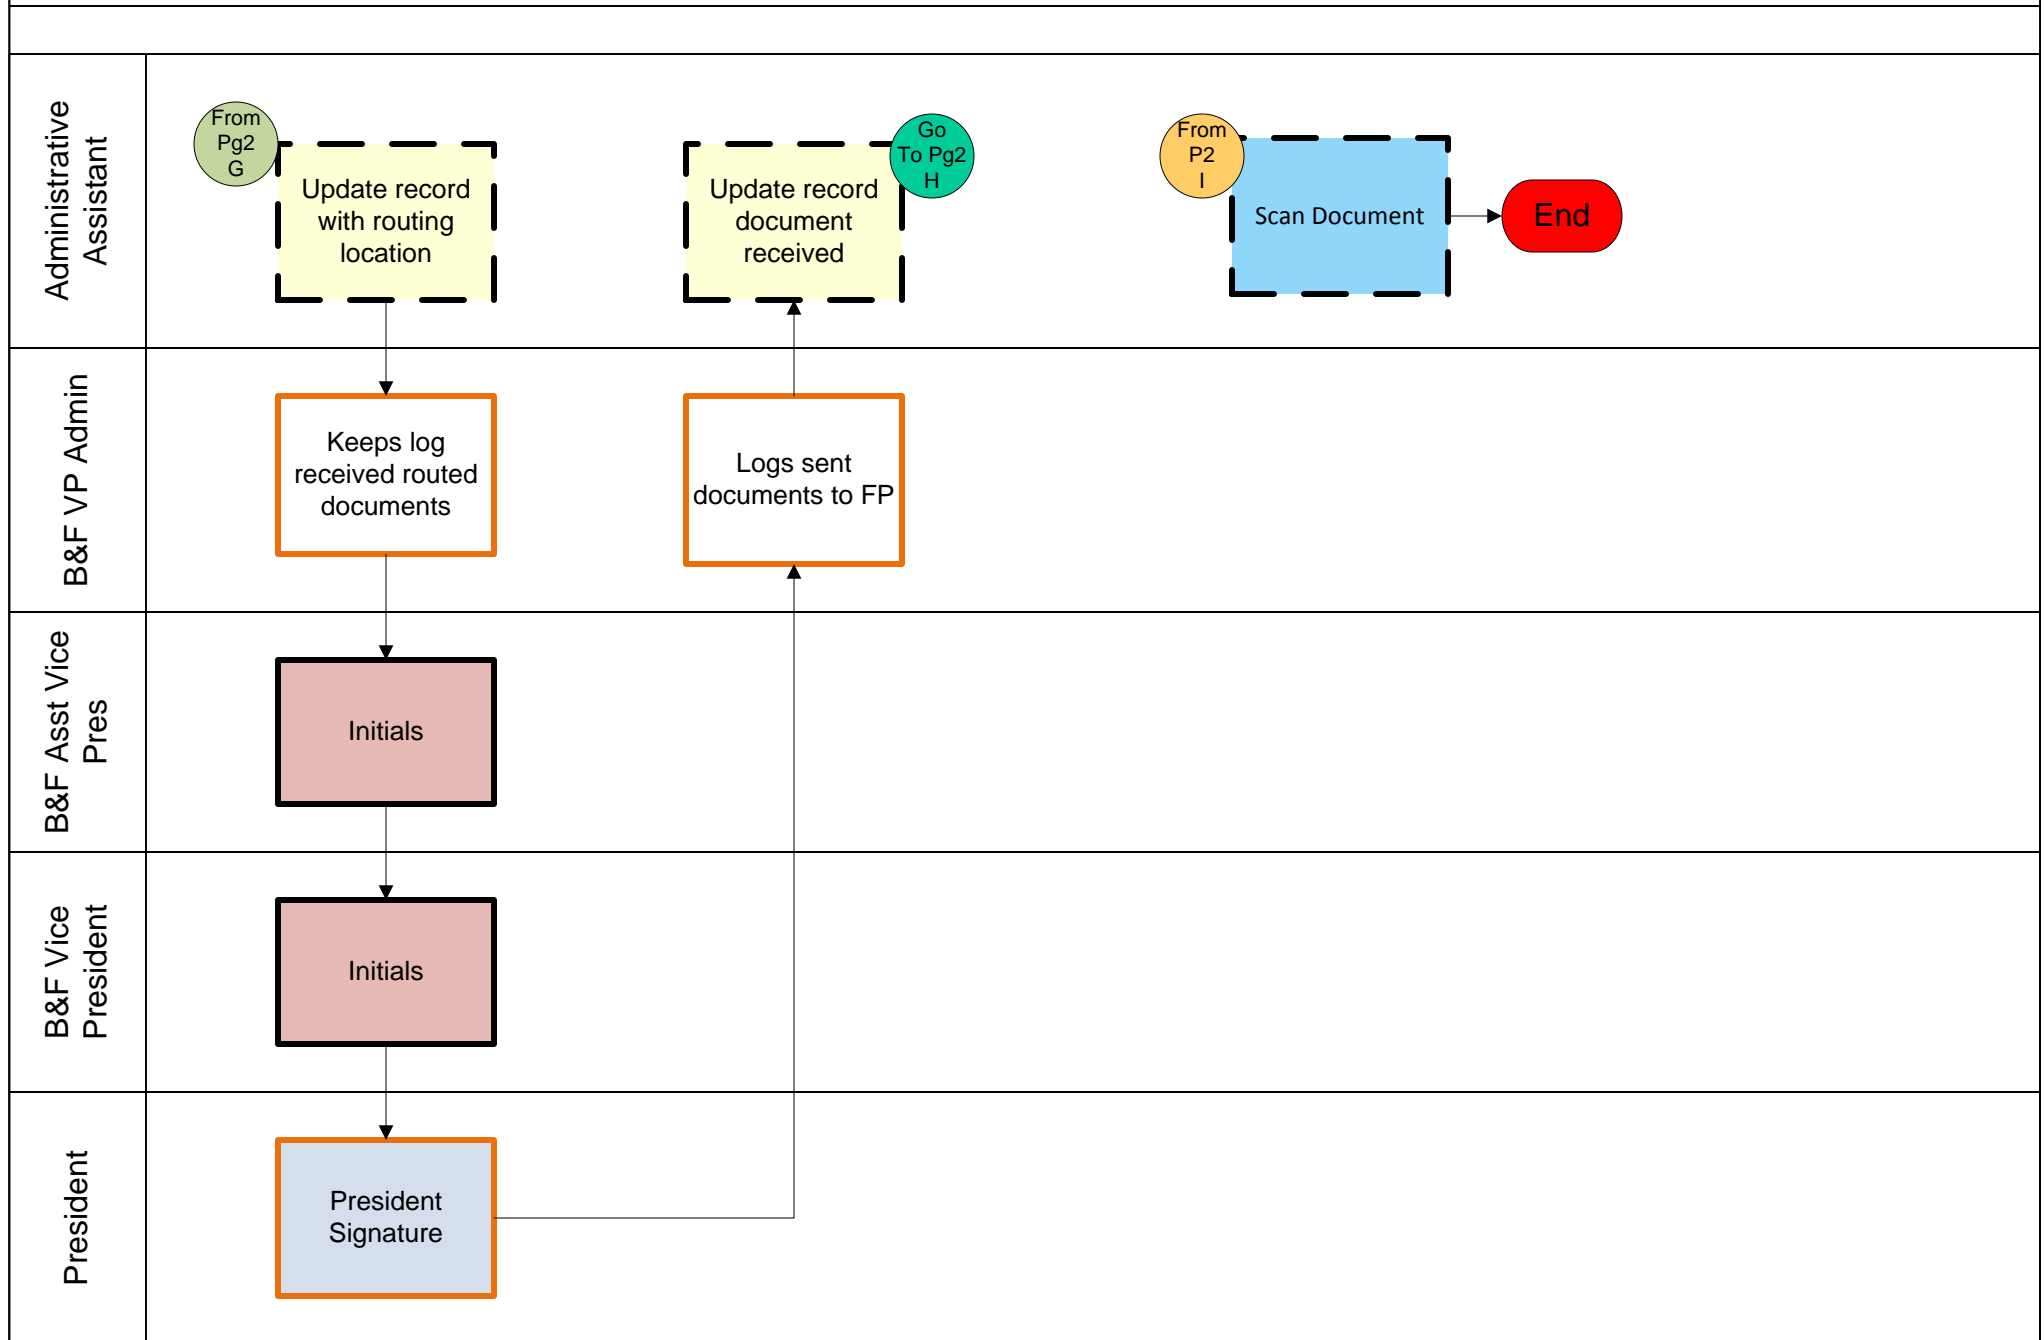 Administrative
Assistant
From
Pg2
G
Update record
with routing
location
Update record
document
received
Go
To Pg2
H
From
P2
I
Scan Document
End
B&F VP Admin
Keeps log
received routed
documents
Logs sent
documents to FP
B&F Asst Vice
Pres
Initials
B&F Vice
President
Initials
President
President
Signature